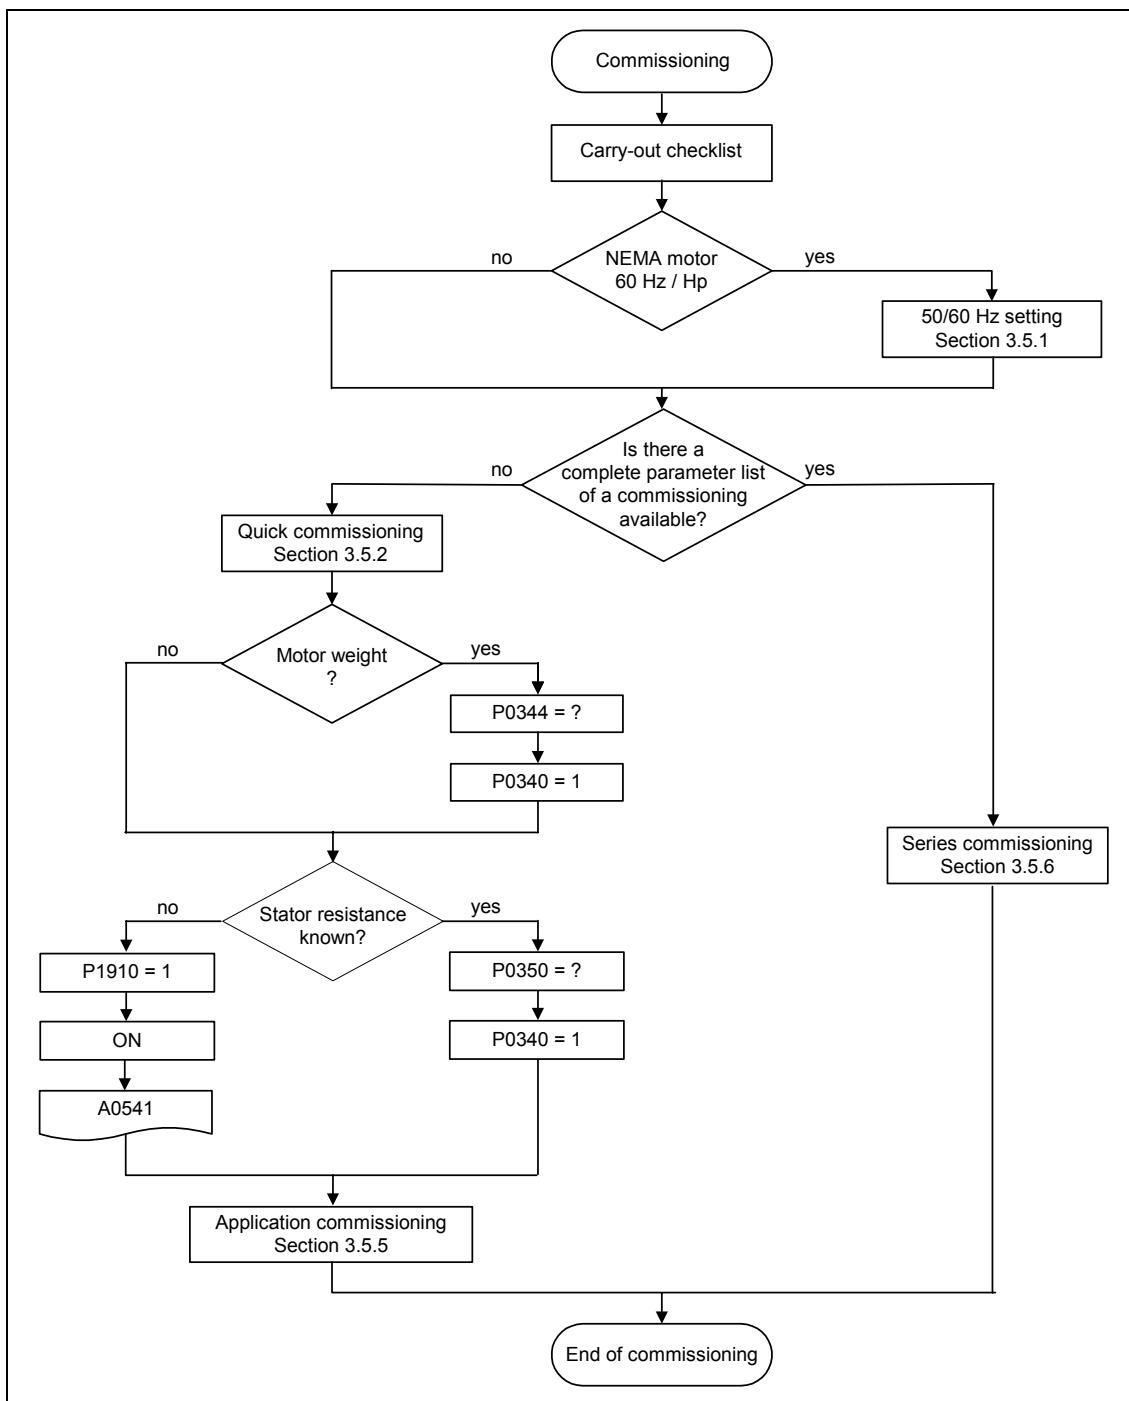 Commissioning
Carry-out checklist
no
NEMA motor
60 Hz / Hp
yes
50/60 Hz setting
Section 3.5.1
no
Is there a
complete parameter list
of a commissioning
available?
yes
Quick commissioning
Section 3.5.2
no
Motor weight
?
yes
P0344 = ?
P0340 = 1
Series commissioning
Section 3.5.6
no
Stator resistance
known?
yes
P1910 = 1
P0350 = ?
ON
P0340 = 1
A0541
Application commissioning
Section 3.5.5
End of commissioning